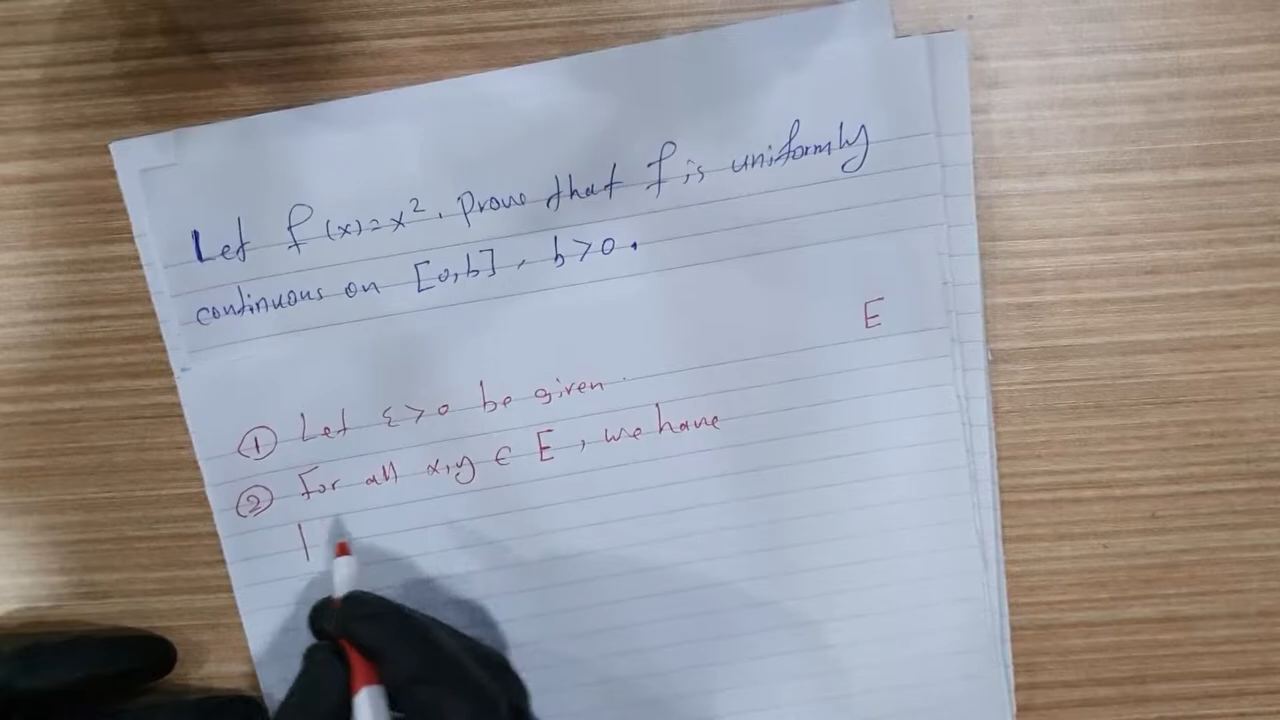 Let f(x)=x². Prove that f is uniformly
continuous on [0,b], b>0.
E
① Let ε>0 be given.
② For all x,y ∈ E, we have
|